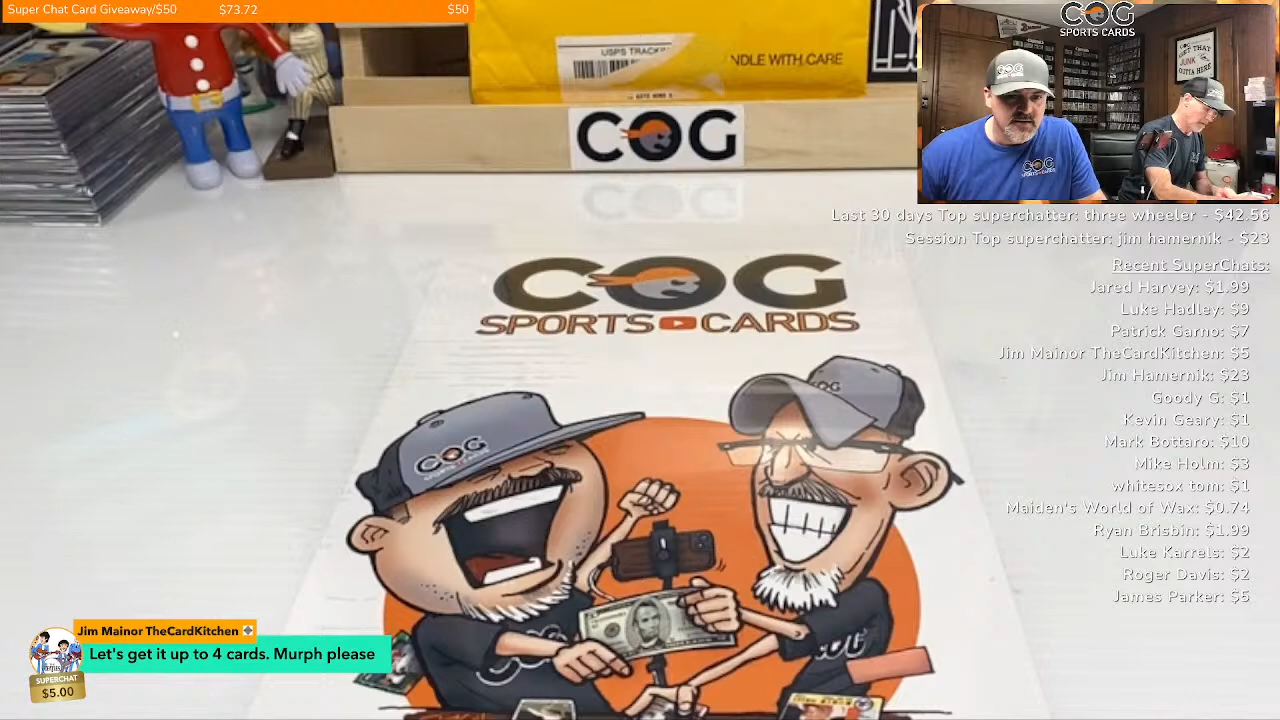 Super Chat Card Giveaway/$50 $73.72 $50
USPS TRACKI
NDLE WITH CARE
COG
COG
SPORTS CARDS
Last 30 days Top superchatter: three wheeler - $42.56
Session Top superchatter: jim hamernik - $23
Recent SuperChats:
Jared Harvey: $1.99
Luke Hadley: $9
Patrick Garno: $7
Jim Mainor TheCardKitchen: $5
Jim Hamernik: $23
Goody G: $1
Kevin Geary: $1
Mark DiFabio: $10
Mike Holm: $3
whitesox tom: $1
Maiden's World of Wax: $0.74
Ryan Brisbin: $1.99
Luke Karrels: $2
Roger Davis: $2
James Parker: $5
COG
SPORTS CARDS
COG
COG
Jim Mainor TheCardKitchen
Let's get it up to 4 cards. Murph please
SUPERCHAT
$5.00